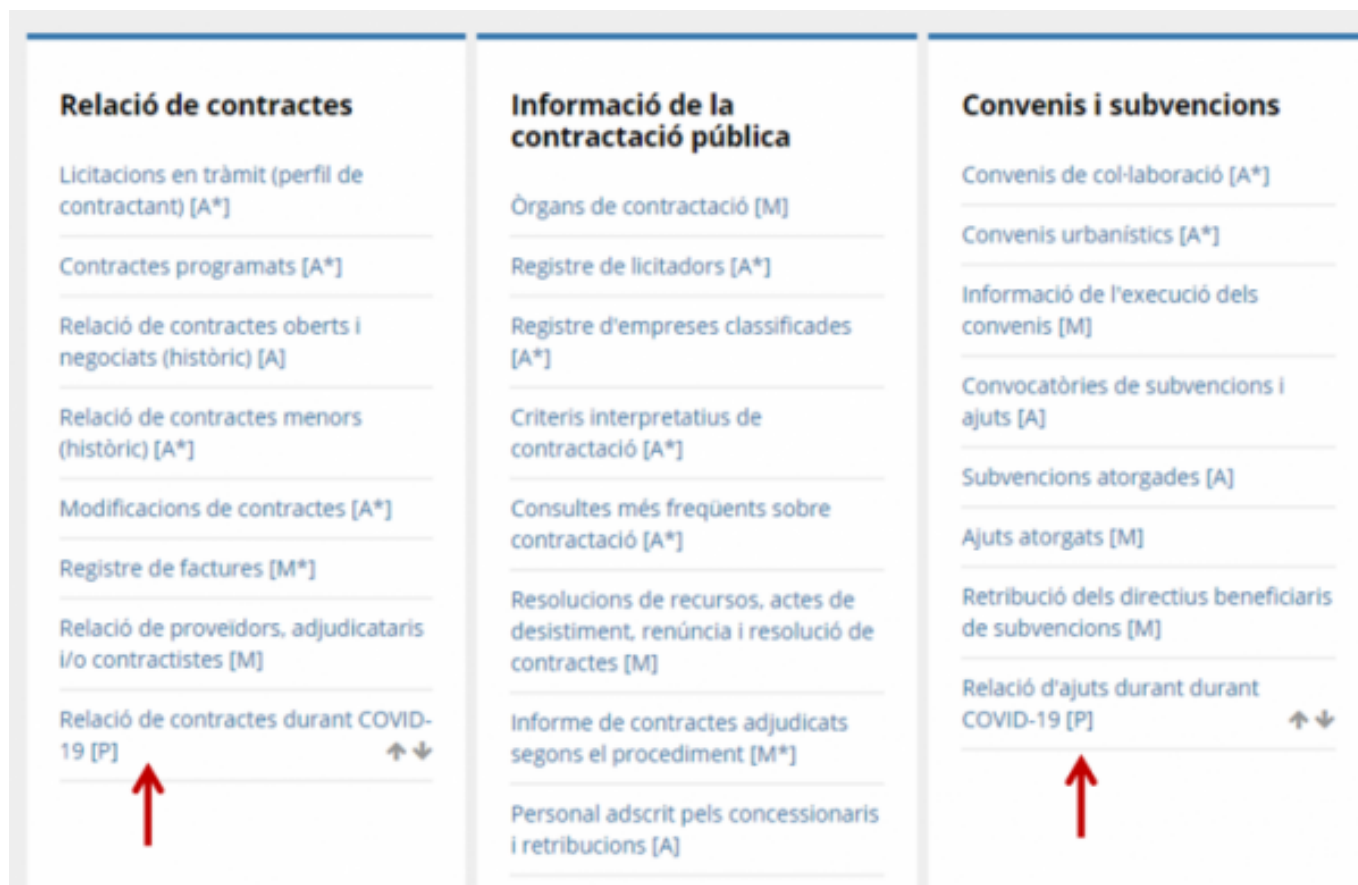 Relació de contractes
Licitacions en tràmit (perfil de
contractant) [A*]
Contractes programats [A*]
Relació de contractes oberts i
negociats (històric) [A]
Relació de contractes menors
(històric) [A*]
Modificacions de contractes [A*]
Registre de factures [M*]
Relació de proveïdors, adjudicataris
i/o contractistes [M]
Relació de contractes durant COVID-
19 [P]
Informació de la
contractació pública
Òrgans de contractació [M]
Registre de licitadors [A*]
Registre d'empreses classificades
[A*]
Criteris interpretatius de
contractació [A*]
Consultes més freqüents sobre
contractació [A*]
Resolucions de recursos, actes de
desistiment, renúncia i resolució de
contractes [M]
Informe de contractes adjudicats
segons el procediment [M*]
Personal adscrit pels concessionaris
i retribucions [A]
Convenis i subvencions
Convenis de col·laboració [A*]
Convenis urbanístics [A*]
Informació de l'execució dels
convenis [M]
Convocatòries de subvencions i
ajuts [A]
Subvencions atorgades [A]
Ajuts atorgats [M]
Retribució dels directius beneficiaris
de subvencions [M]
Relació d'ajuts durant durant
COVID-19 [P]